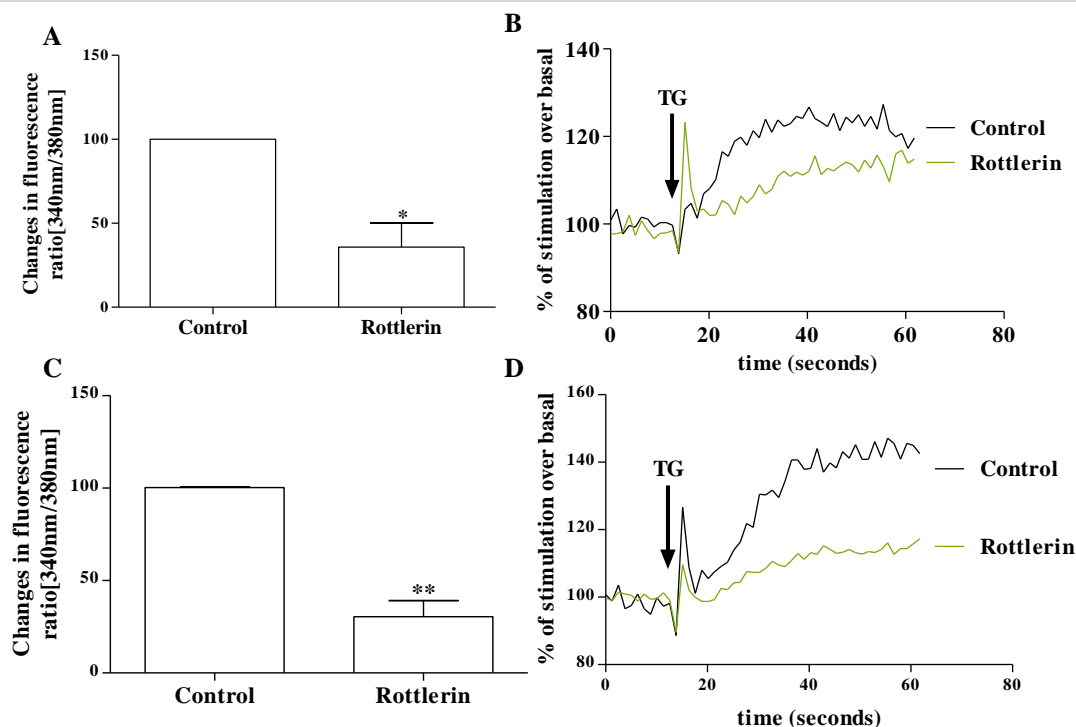 A
Changes in fluorescence
ratio[340nm/380nm]
150
100
50
0
*
Control
Rottlerin
B
% of stimulation over basal
140
120
100
80
TG
Control
Rottlerin
0
20
40
60
80
time (seconds)
C
Changes in fluorescence
ratio[340nm/380nm]
150
100
50
0
**
Control
Rottlerin
D
% of stimulation over basal
160
140
120
100
80
TG
Control
Rottlerin
0
20
40
60
80
time (seconds)